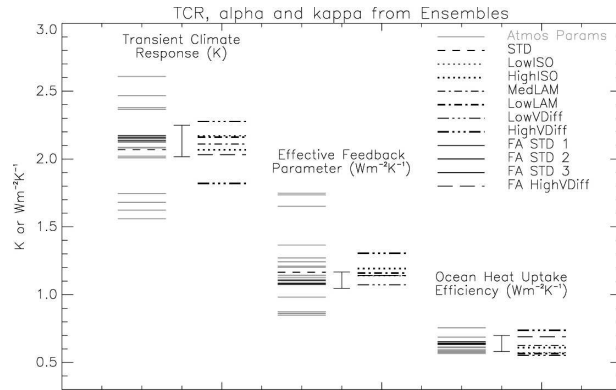 TCR, alpha and kappa from Ensembles
3.0
2.5
2.0
1.5
1.0
0.5
K or Wm⁻²K⁻¹
Transient Climate
Response (K)
Effective Feedback
Parameter (Wm⁻²K⁻¹)
Ocean Heat Uptake
Efficiency (Wm⁻²K⁻¹)
Atmos Params
STD
LowISO
HighISO
MedLAM
LowLAM
LowVDiff
HighVDiff
FA STD 1
FA STD 2
FA STD 3
FA HighVDiff